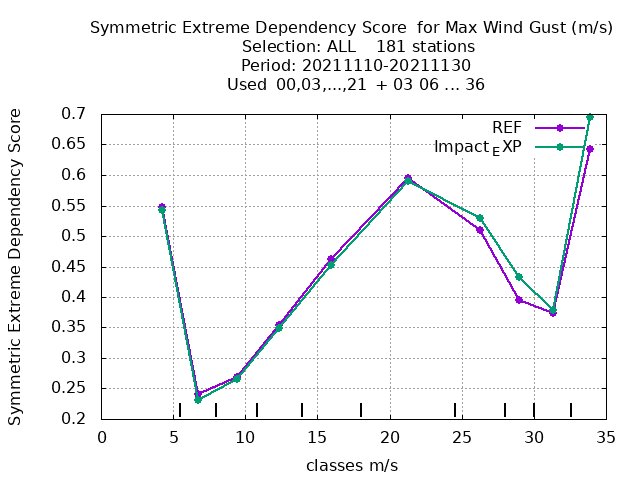 Symmetric Extreme Dependency Score  for Max Wind Gust (m/s)
Selection: ALL    181 stations
Period: 20211110-20211130
Used  00,03,...,21  + 03 06 ... 36
Symmetric Extreme Dependency Score
0.7
0.65
0.6
0.55
0.5
0.45
0.4
0.35
0.3
0.25
0.2
REF
Impact_EXP
0 5 10 15 20 25 30 35
classes m/s